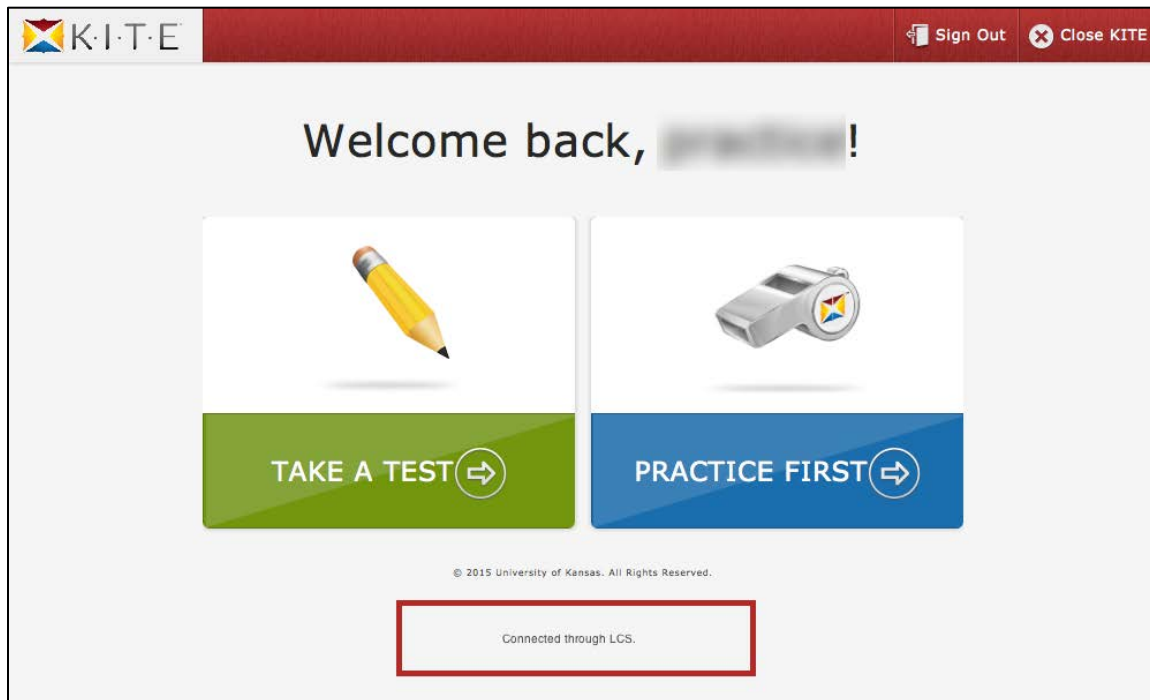 K·I·T·E
Sign Out
Close KITE
Welcome back, !
TAKE A TEST
PRACTICE FIRST
© 2015 University of Kansas. All Rights Reserved.
Connected through LCS.